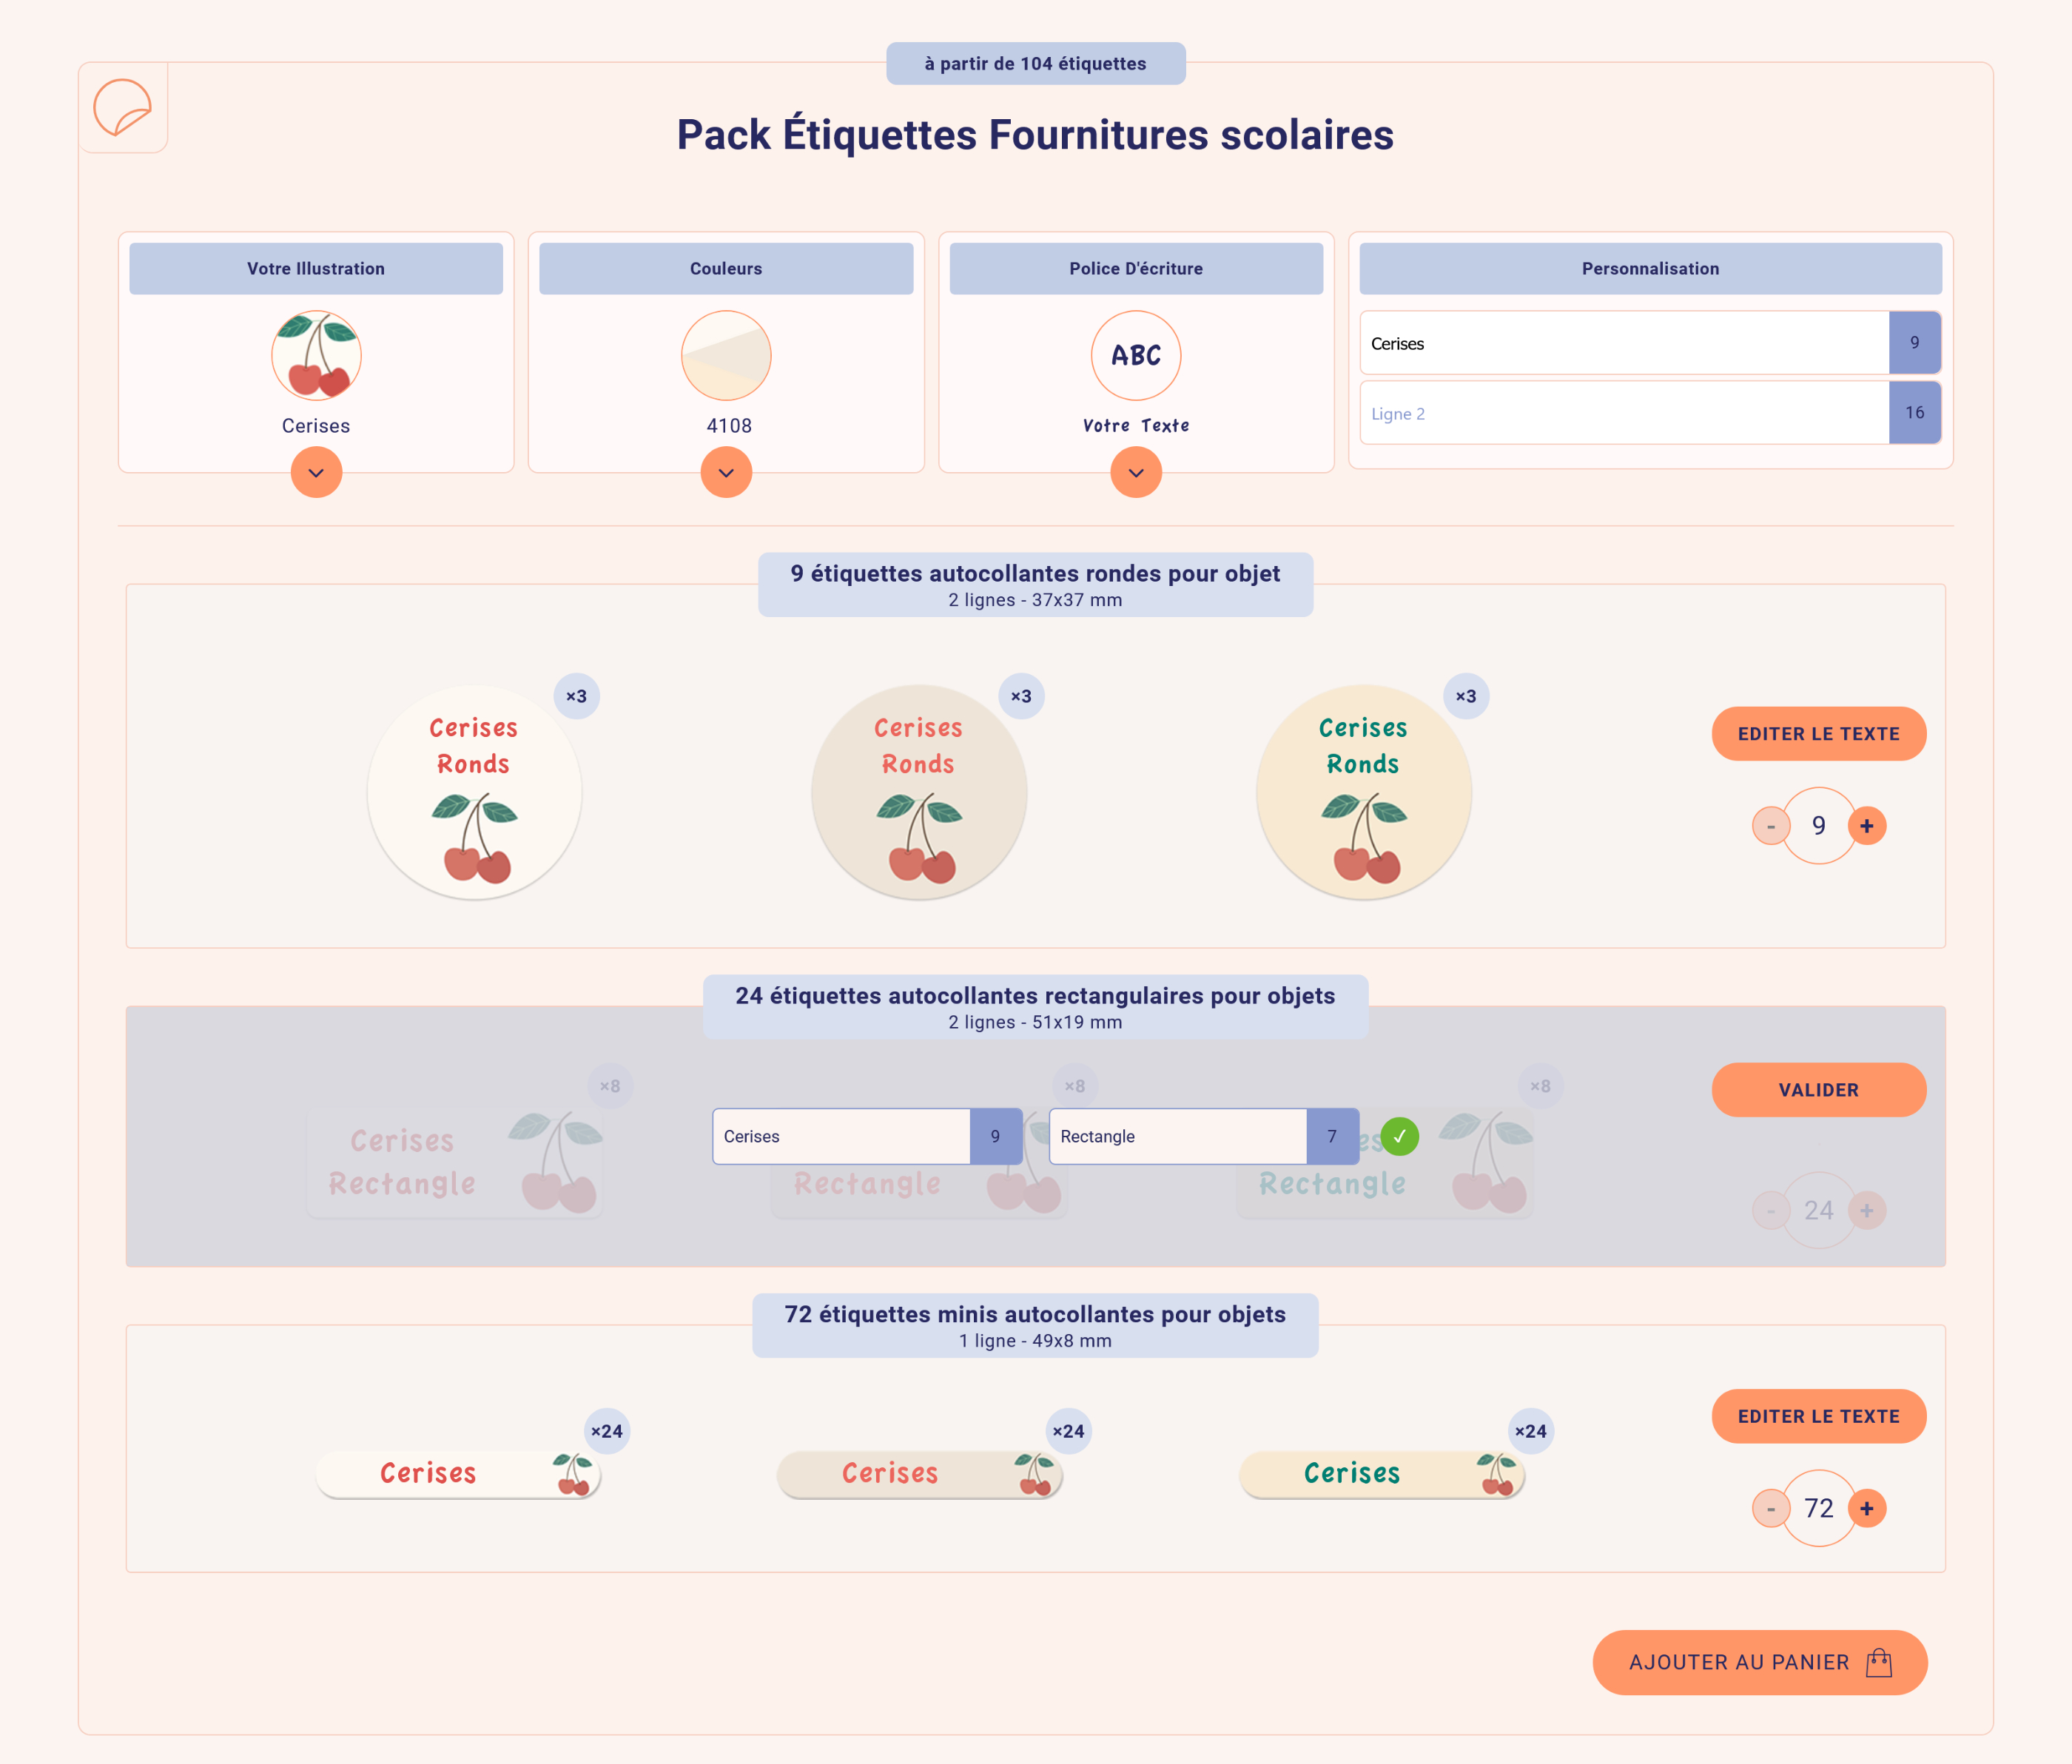 à partir de 104 étiquettes
Pack Étiquettes Fournitures scolaires
Votre Illustration
Cerises
Couleurs
4108
Police D'écriture
ABC
Votre Texte
Personnalisation
Cerises 9
Ligne 2 16
9 étiquettes autocollantes rondes pour objet
2 lignes - 37x37 mm
×3
Cerises
Ronds
×3
Cerises
Ronds
×3
Cerises
Ronds
EDITER LE TEXTE
- 9 +
24 étiquettes autocollantes rectangulaires pour objets
2 lignes - 51x19 mm
×8
Cerises
Rectangle
×8
Rectangle
×8
es
Rectangle
Cerises 9
Rectangle 7
VALIDER
- 24 +
72 étiquettes minis autocollantes pour objets
1 ligne - 49x8 mm
×24
Cerises
×24
Cerises
×24
Cerises
EDITER LE TEXTE
- 72 +
AJOUTER AU PANIER